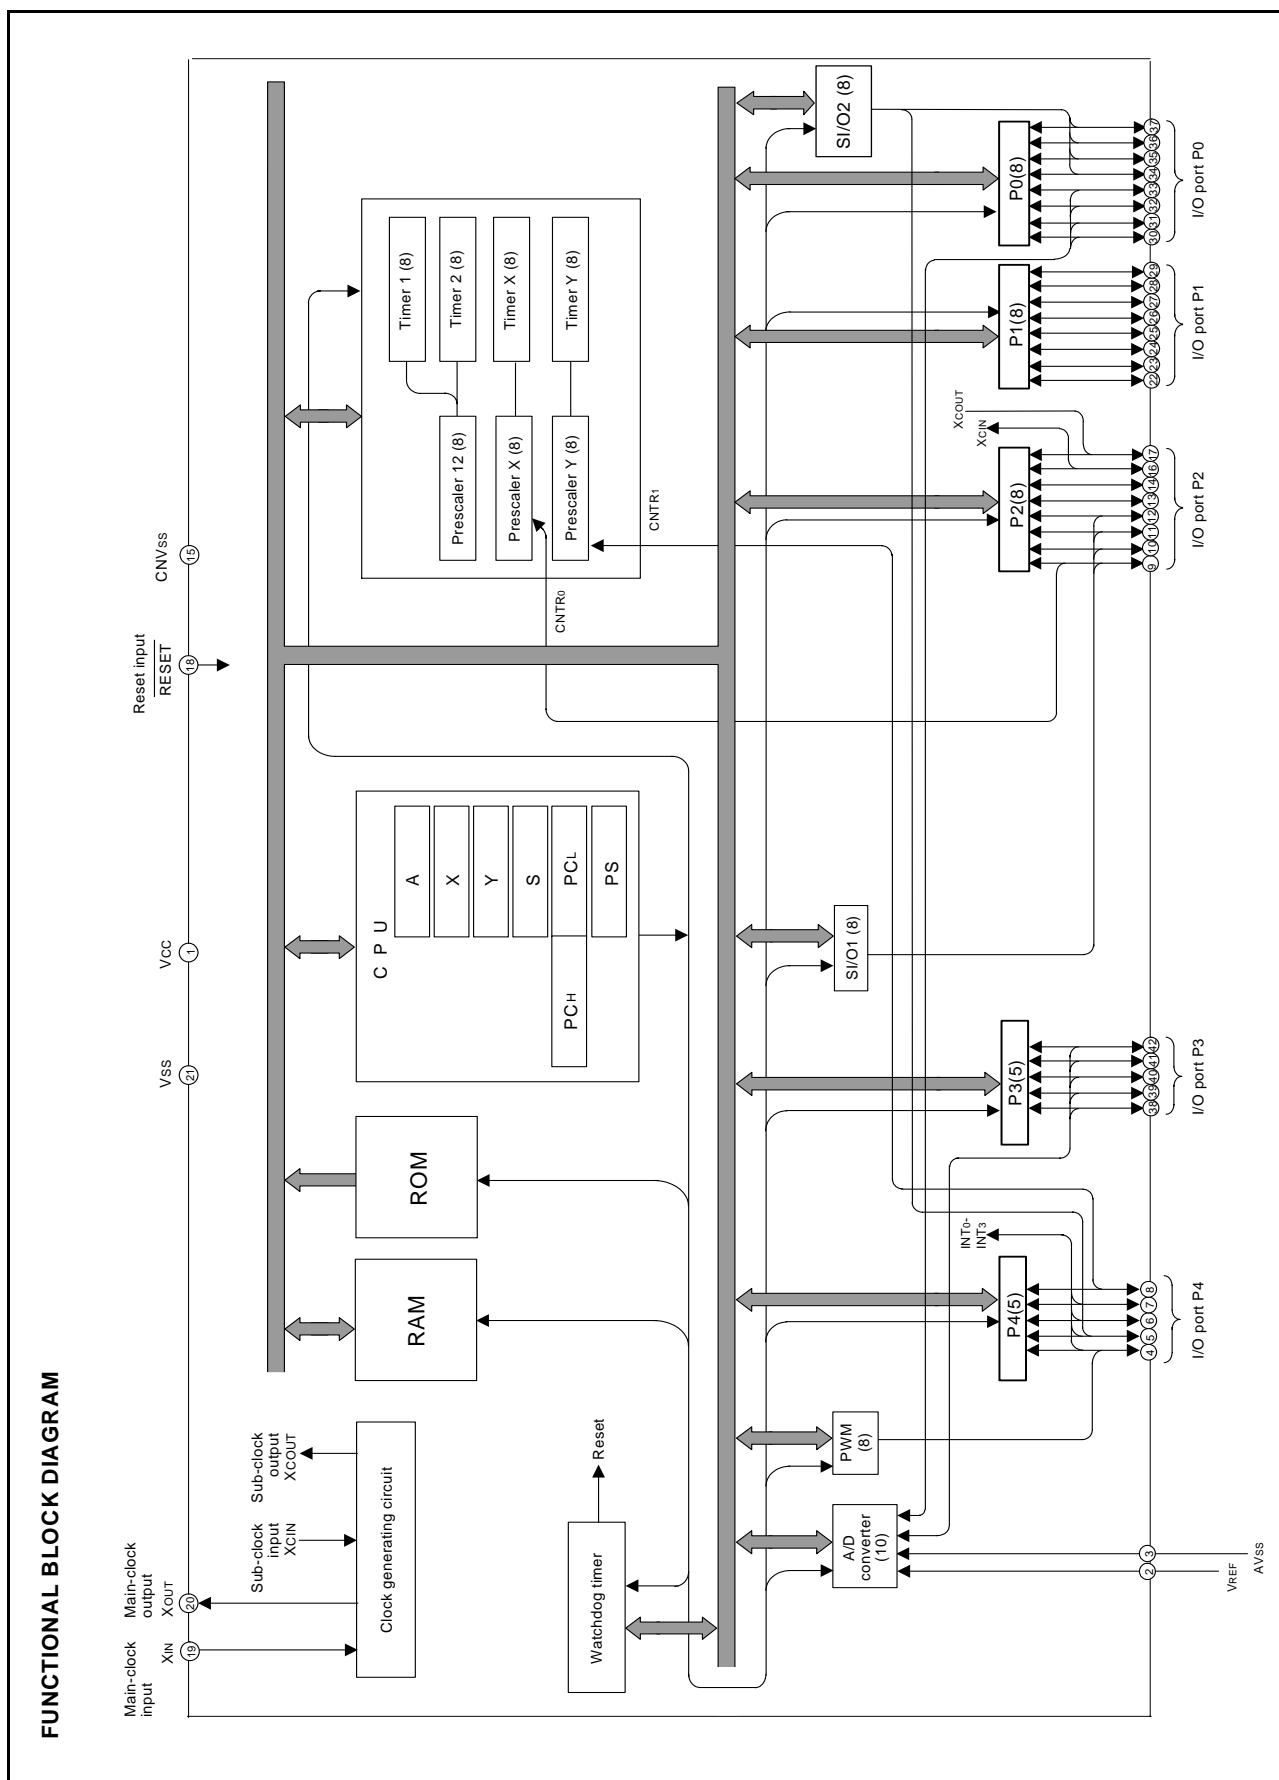 FUNCTIONAL BLOCK DIAGRAM
Main-clock
input
XIN
19
Main-clock
output
XOUT
20
Sub-clock
input
XCIN
Sub-clock
output
XCOUT
Clock generating circuit
VSS
21
VCC
1
Reset input
RESET
18
CNVSS
15
RAM
ROM
C P U
A
X
Y
S
PCH
PCL
PS
Timer 1 (8)
Timer 2 (8)
Prescaler 12 (8)
Timer X (8)
Prescaler X (8)
Timer Y (8)
Prescaler Y (8)
CNTR0
CNTR1
Watchdog timer
Reset
A/D
converter
(10)
PWM
(8)
SI/O1 (8)
SI/O2 (8)
INT0-
INT3
XCIN
XCOUT
P4(5)
P3(5)
P2(8)
P1(8)
P0(8)
2
3
4
5
6
7
8
38
39
40
41
42
9
10
11
12
13
14
16
17
22
23
24
25
26
27
28
29
30
31
32
33
34
35
36
37
VREF
AVSS
I/O port P4
I/O port P3
I/O port P2
I/O port P1
I/O port P0